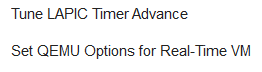 Tune LAPIC Timer Advance
Set QEMU Options for Real-Time VM